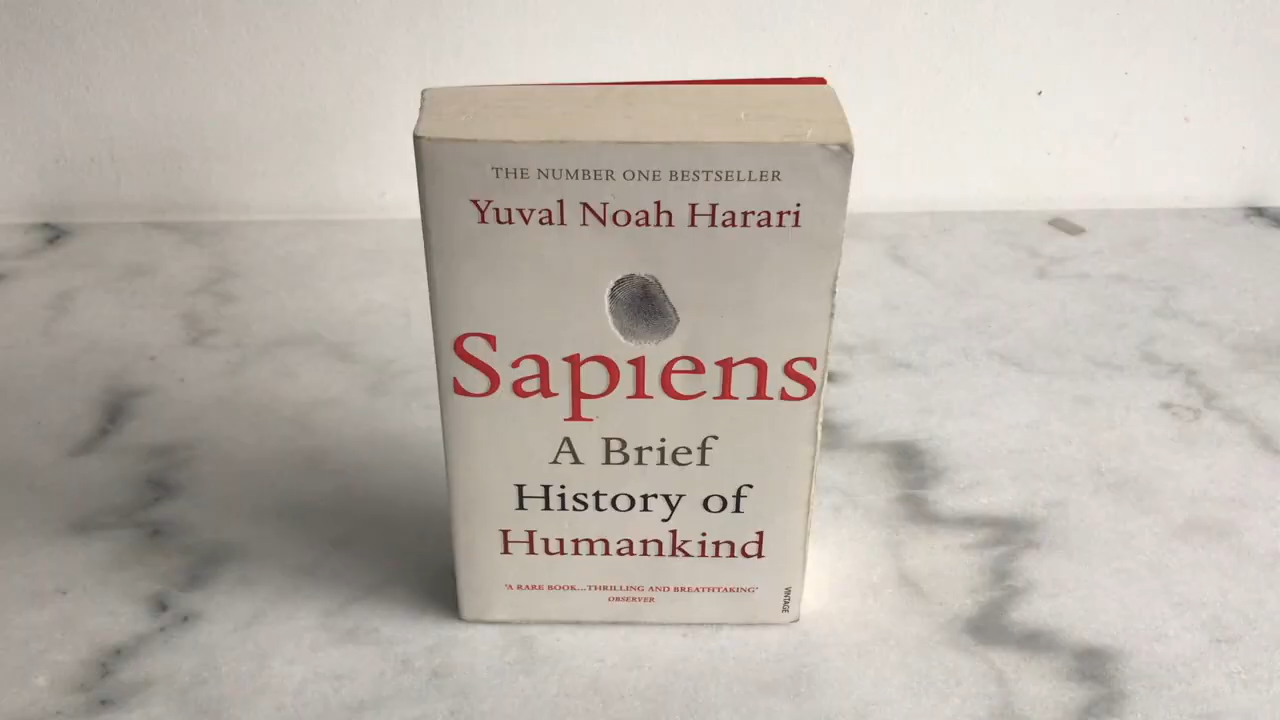 THE NUMBER ONE BESTSELLER
Yuval Noah Harari
Sapiens
A Brief
History of
Humankind
'A RARE BOOK...THRILLING AND BREATHTAKING'
OBSERVER
VINTAGE